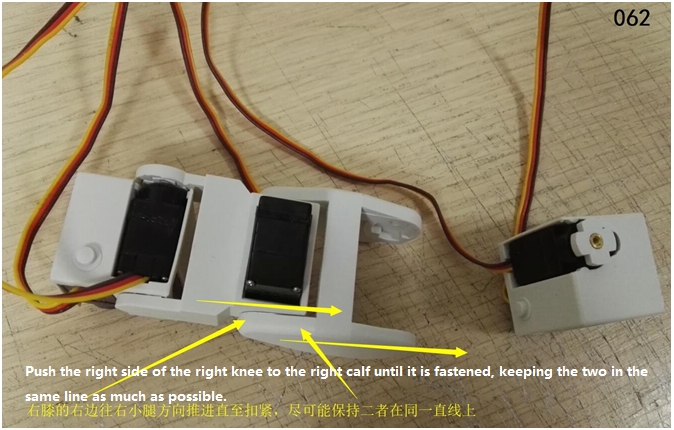 062
Push the right side of the right knee to the right calf until it is fastened, keeping the two in the
same line as much as possible.
右膝的右边往右小腿方向推进直至扣紧，尽可能保持二者在同一直线上